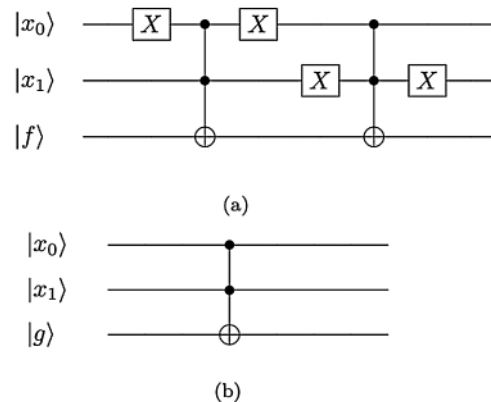 |x₀⟩ X X
|x₁⟩ X X
|f⟩
(a)
|x₀⟩
|x₁⟩
|g⟩
(b)